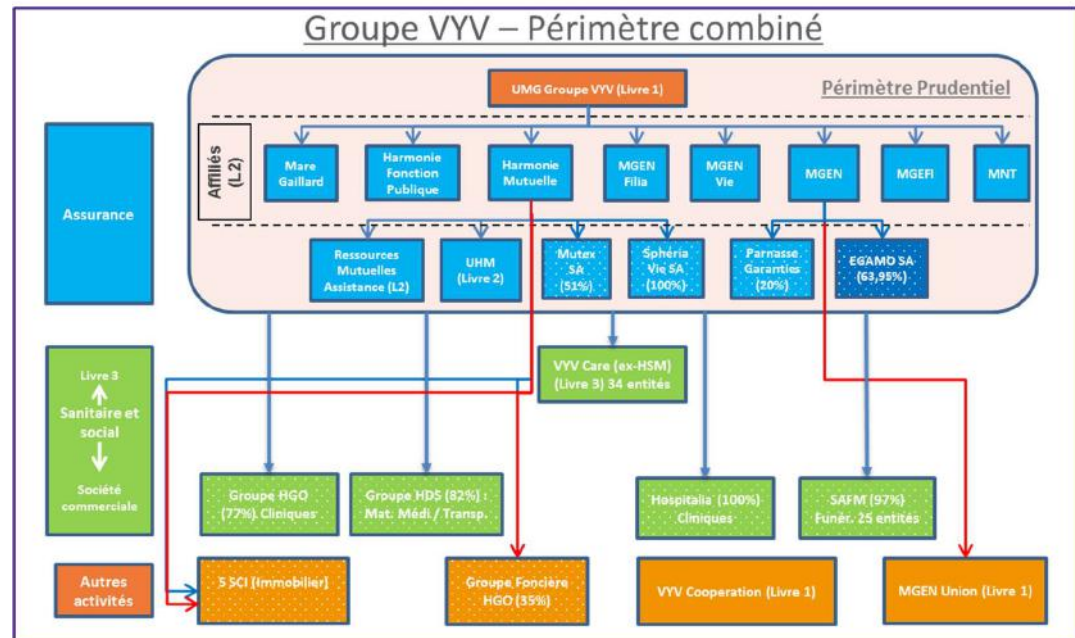 Groupe VYV – Périmètre combiné
UMG Groupe VYV (Livre 1)
Périmètre Prudentiel
Assurance
Affiliés
(L2)
Mare
Gaillard
Harmonie
Fonction
Publique
Harmonie
Mutuelle
MGEN
Filia
MGEN
Vie
MGEN
MGEFI
MNT
Ressources
Mutuelles
Assistance (L2)
UHM
(Livre 2)
Mutex
SA
(51%)
Sphéria
Vie SA
(100%)
Parnasse
Garanties
(20%)
EGAMO SA
(63,95%)
Livre 3
Sanitaire et
social
Société
commerciale
VYV Care (ex-HSM)
(Livre 3) 34 entités
Groupe HGO
(77%) Cliniques
Groupe HDS (82%) :
Mat. Médi / Transp.
Hospitalia (100%)
Cliniques
SAFM (97%)
Funér. 25 entités
Autres
activités
5 SCI [Immobilier]
Groupe Foncière
HGO (35%)
VYV Cooperation (Livre 1)
MGEN Union (Livre 1)